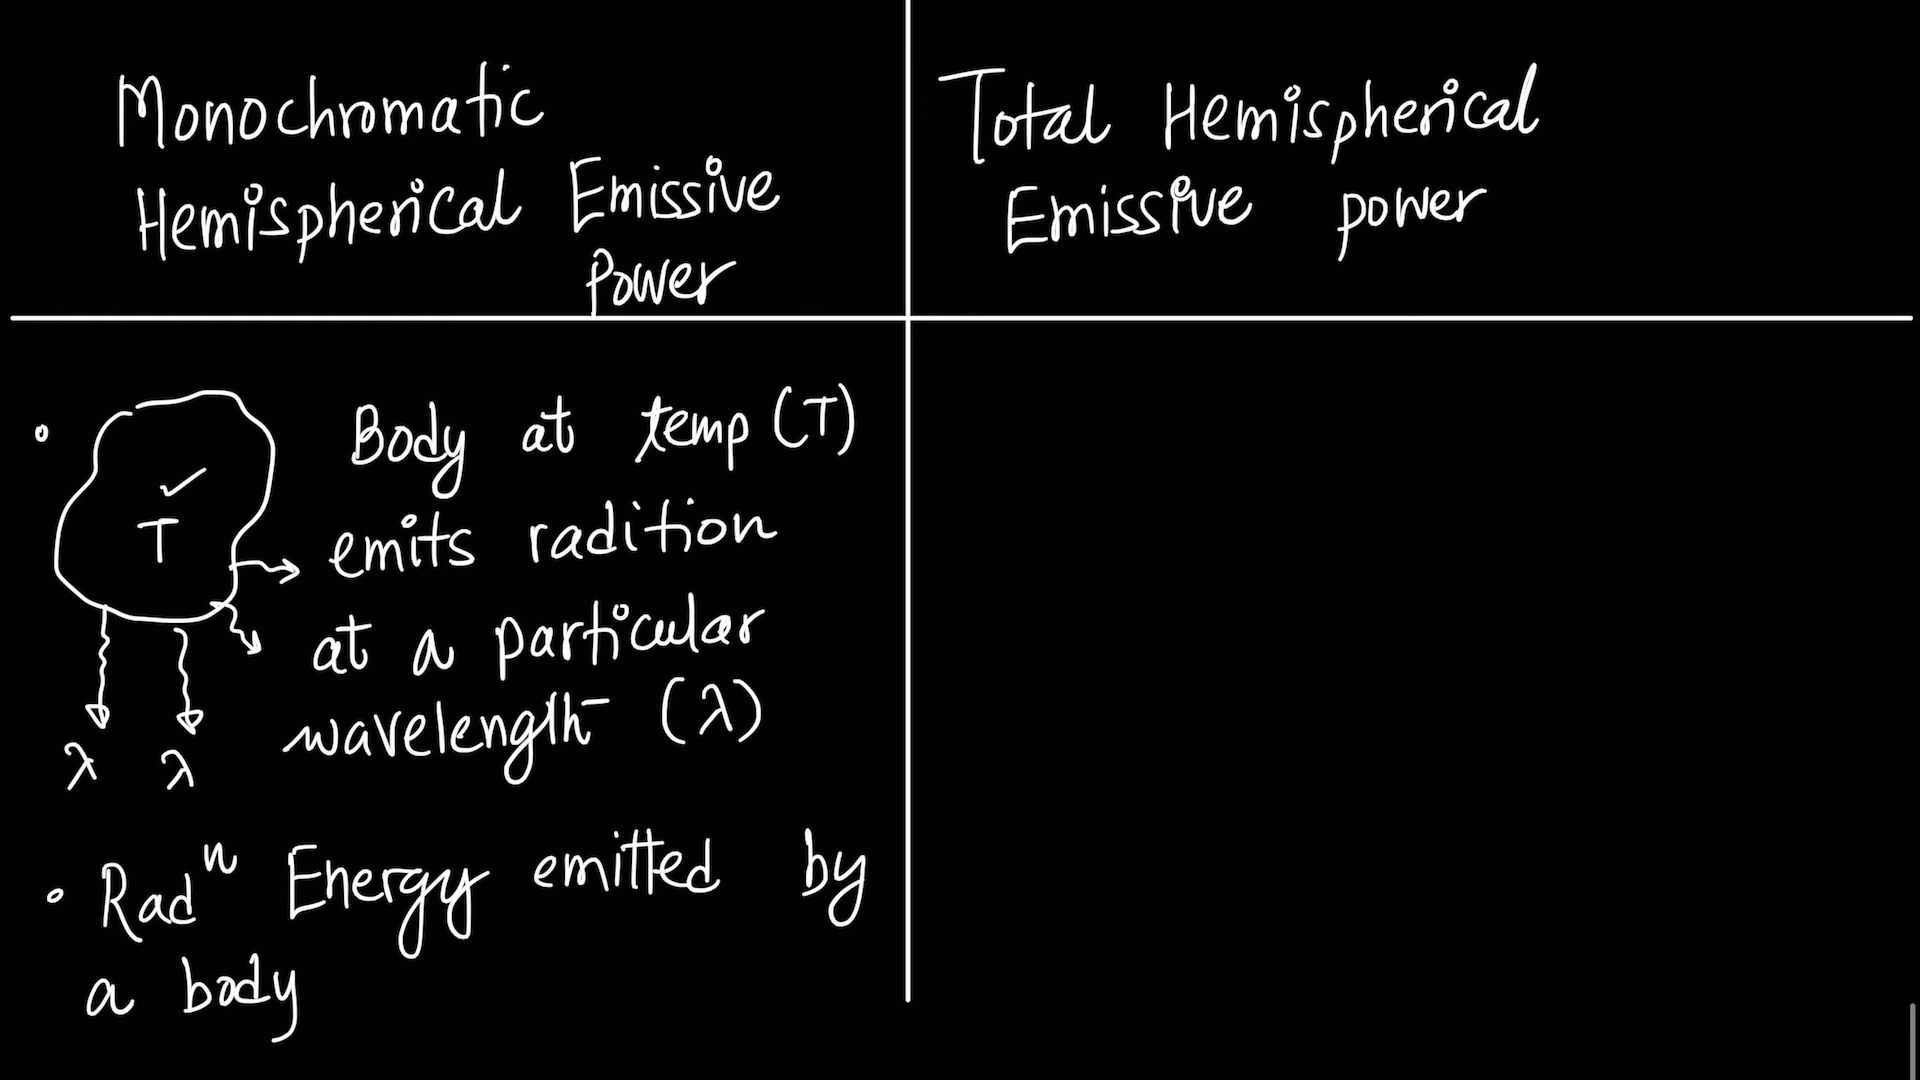 Monochromatic
Hemispherical Emissive
Power
Total Hemispherical
Emissive power
T
λ λ
Body at temp (T)
emits radition
at a particular
wavelength (λ)
• Radⁿ Energy emitted by
a body